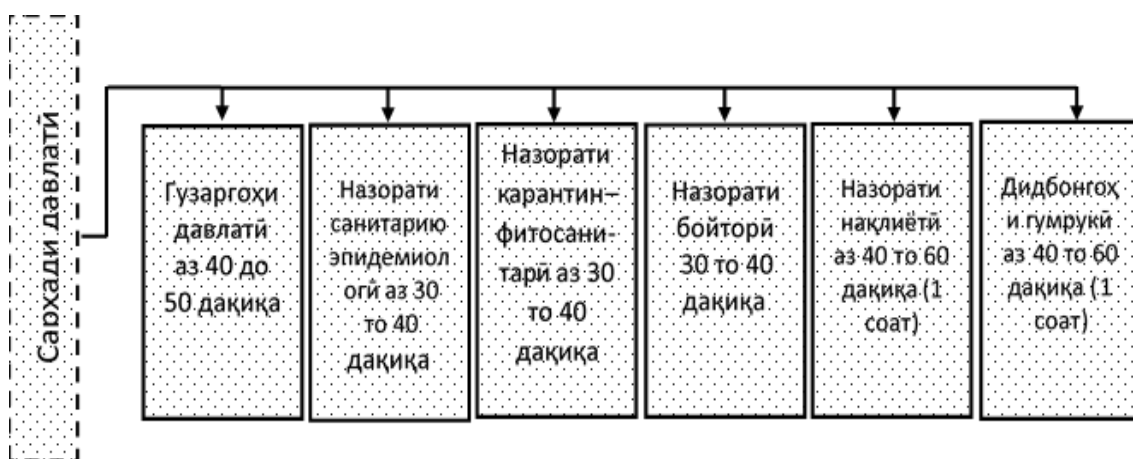 Сарҳади давлатӣ
Гузаргоҳи
давлатӣ
аз 40 до
50 дақиқа
Назорати
санитарию
эпидемиол
огӣ аз 30
то 40
дақиқа
Назорати
карантин–
фитосани-
тарӣ аз 30
то 40
дақиқа
Назорати
бойторӣ
30 то 40
дақиқа
Назорати
нақлиётӣ
аз 40 то 60
дақиқа (1
соат)
Дидбонгоҳ
и гумрукӣ
аз 40 то 60
дақиқа (1
соат)